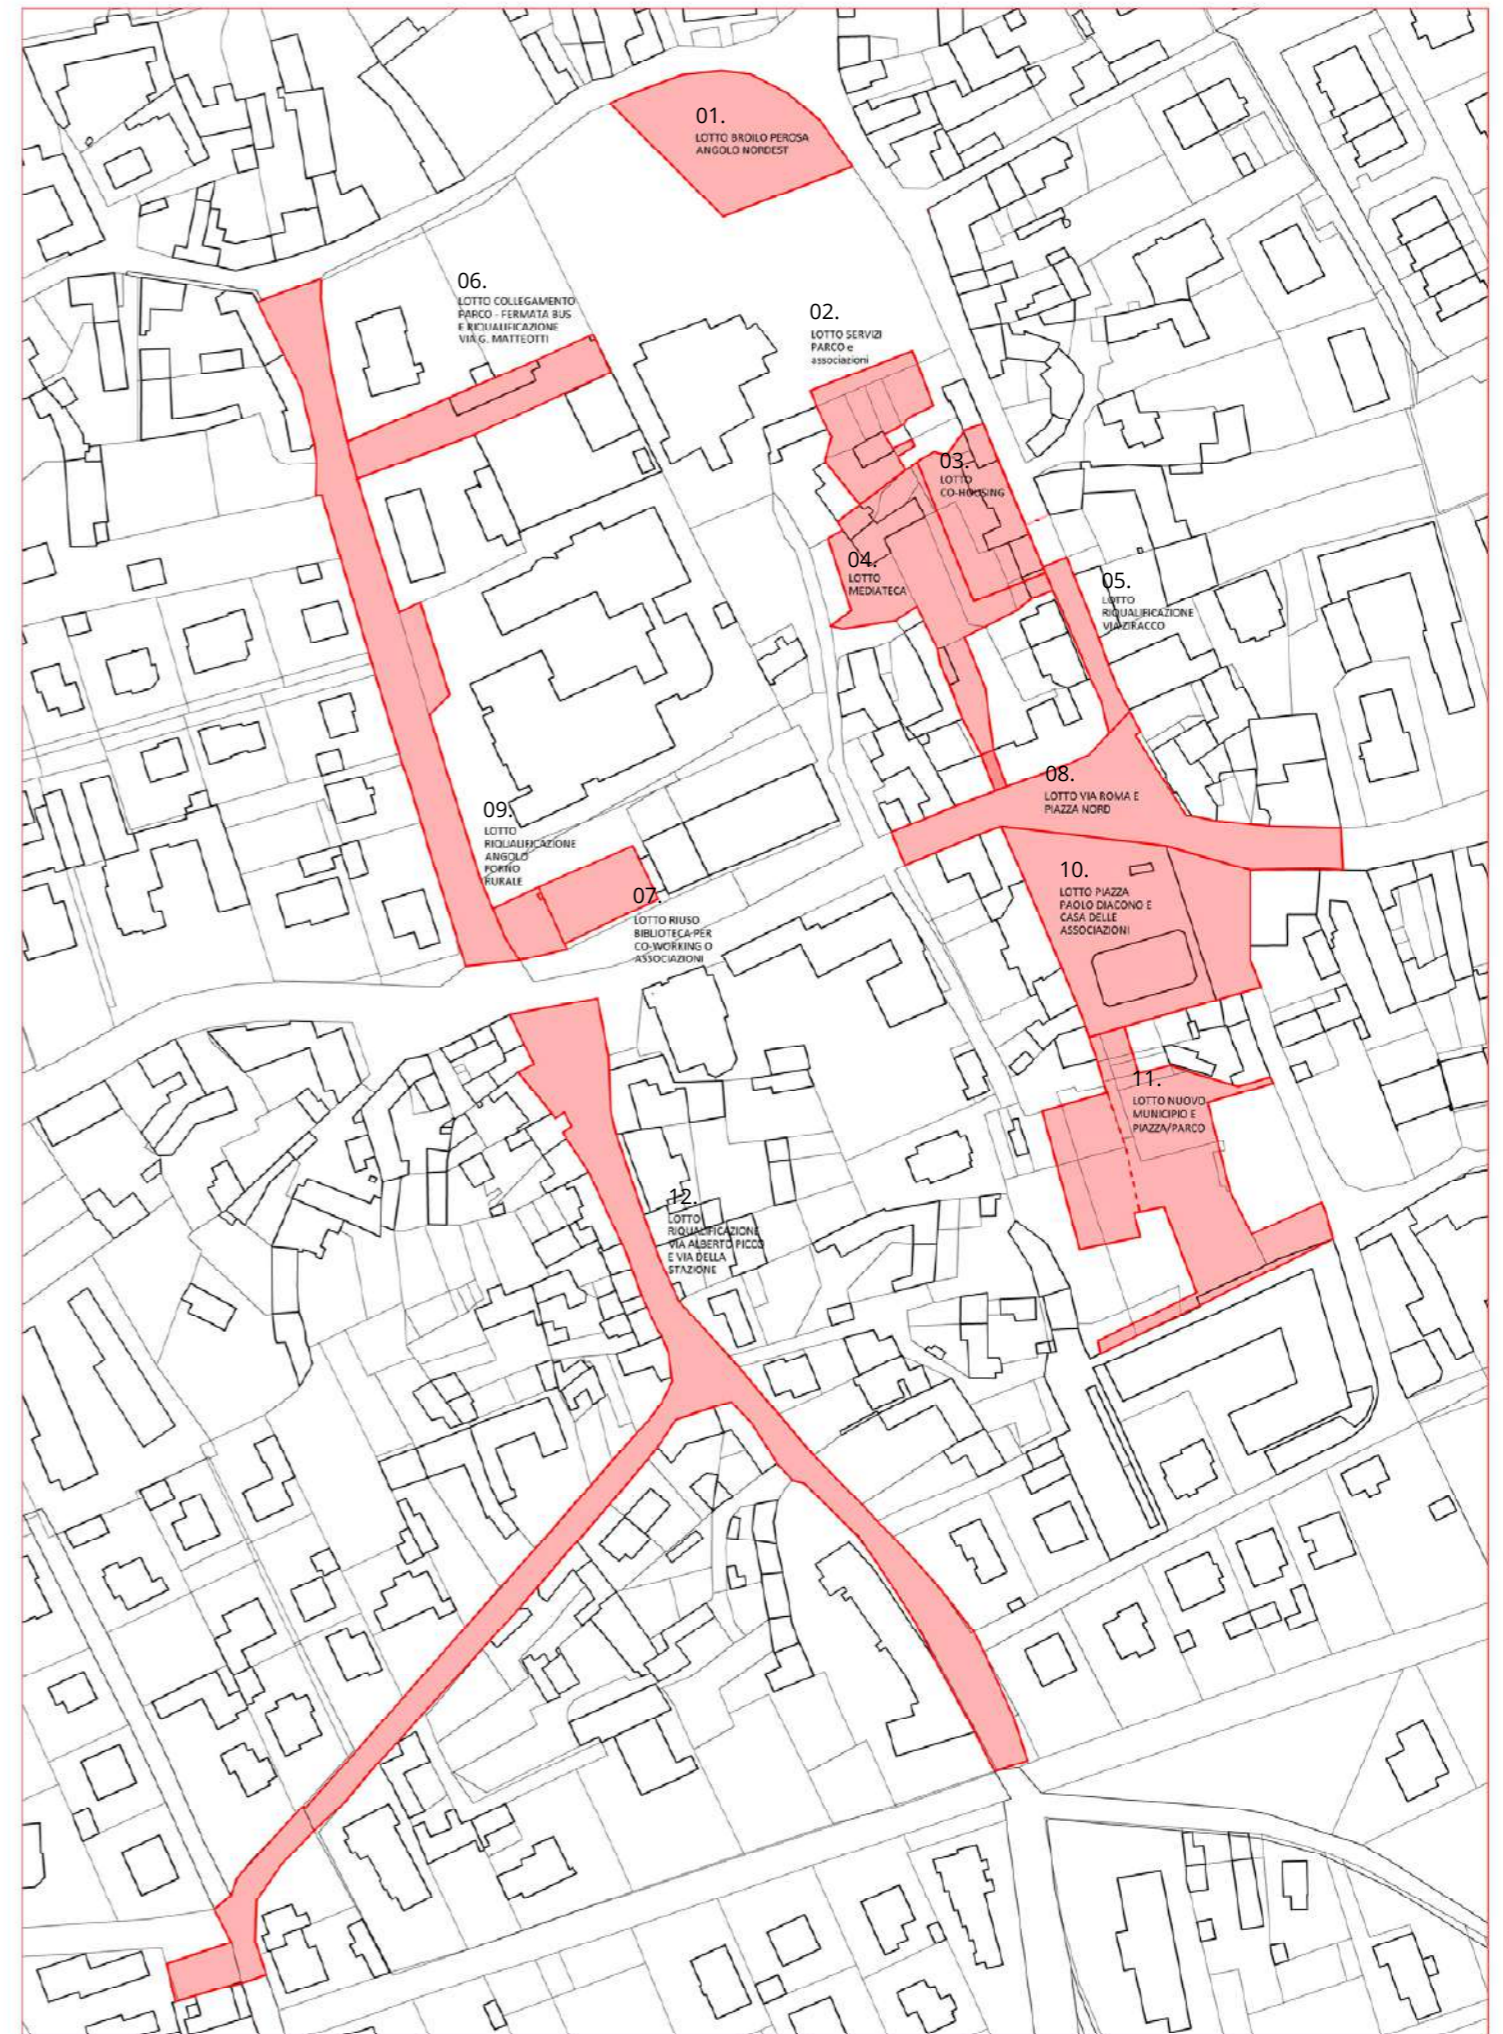 01.
LOTTO BROILO PEROSA
ANGOLO NORDEST
06.
LOTTO COLLEGAMENTO
PARCO - FERMATA BUS
E RIQUALIFICAZIONE
VIA G. MATTEOTTI
02.
LOTTO SERVIZI
PARCO e
associazioni
03.
LOTTO
CO-HOUSING
04.
LOTTO
MEDIATECA
05.
LOTTO
RIQUALIFICAZIONE
VIA ZIRACCO
08.
LOTTO VIA ROMA E
PIAZZA NORD
09.
LOTTO
RIQUALIFICAZIONE
ANGOLO
FORNO
RURALE
07.
LOTTO RIUSO
BIBLIOTECA PER
CO-WORKING O
ASSOCIAZIONI
10.
LOTTO PIAZZA
PAOLO DIACONO E
CASA DELLE
ASSOCIAZIONI
11.
LOTTO NUOVO
MUNICIPIO E
PIAZZA/PARCO
12.
LOTTO
RIQUALIFICAZIONE
VIA ALBERTO PICCO
E VIA DELLA
STAZIONE